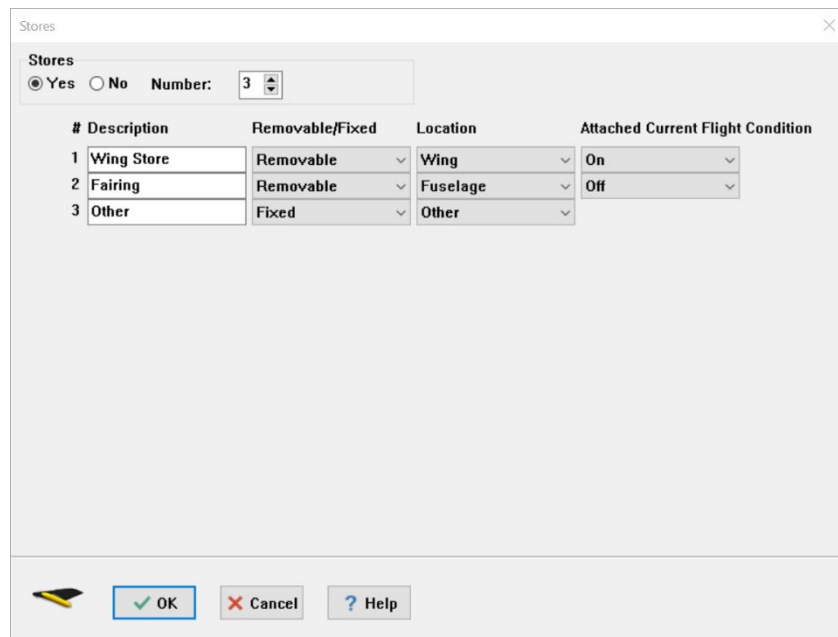 Stores
Stores
Yes No Number: 3
# Description Removable/Fixed Location Attached Current Flight Condition
1 Wing Store Removable Wing On
2 Fairing Removable Fuselage Off
3 Other Fixed Other
OK Cancel ? Help